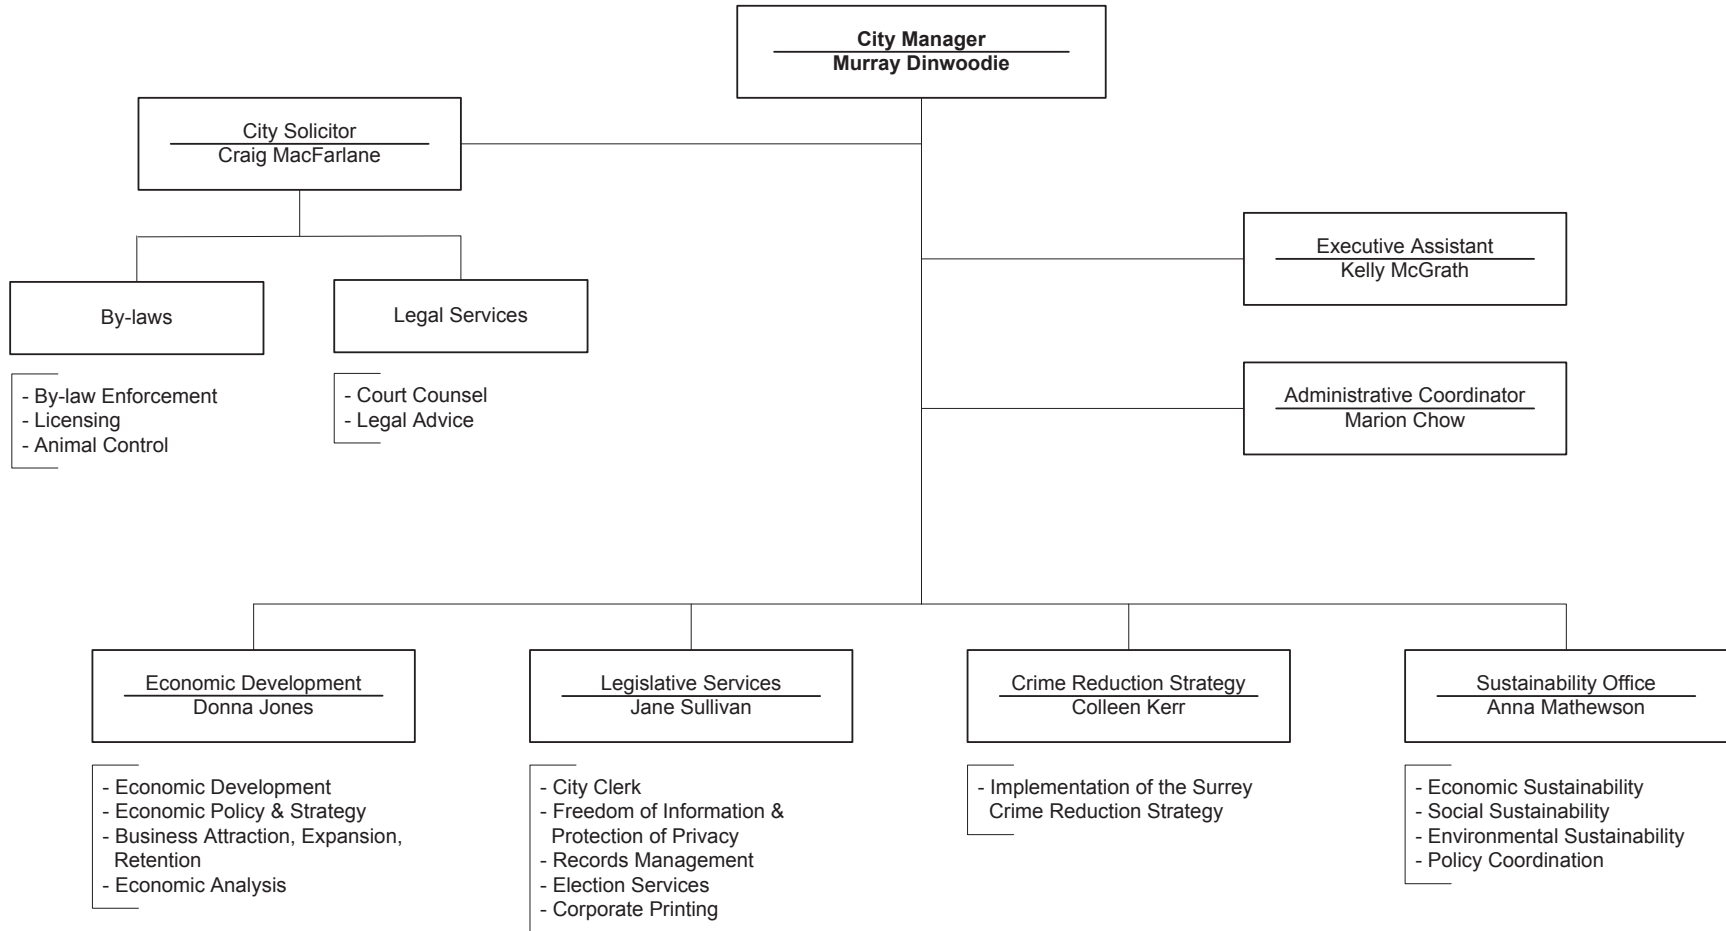 City Manager
Murray Dinwoodie
City Solicitor
Craig MacFarlane
Executive Assistant
Kelly McGrath
By-laws
Legal Services
Administrative Coordinator
Marion Chow
- By-law Enforcement
- Licensing
- Animal Control
- Court Counsel
- Legal Advice
Economic Development
Donna Jones
Legislative Services
Jane Sullivan
Crime Reduction Strategy
Colleen Kerr
Sustainability Office
Anna Mathewson
- Economic Development
- Economic Policy & Strategy
- Business Attraction, Expansion,
Retention
- Economic Analysis
- City Clerk
- Freedom of Information &
Protection of Privacy
- Records Management
- Election Services
- Corporate Printing
- Implementation of the Surrey
Crime Reduction Strategy
- Economic Sustainability
- Social Sustainability
- Environmental Sustainability
- Policy Coordination